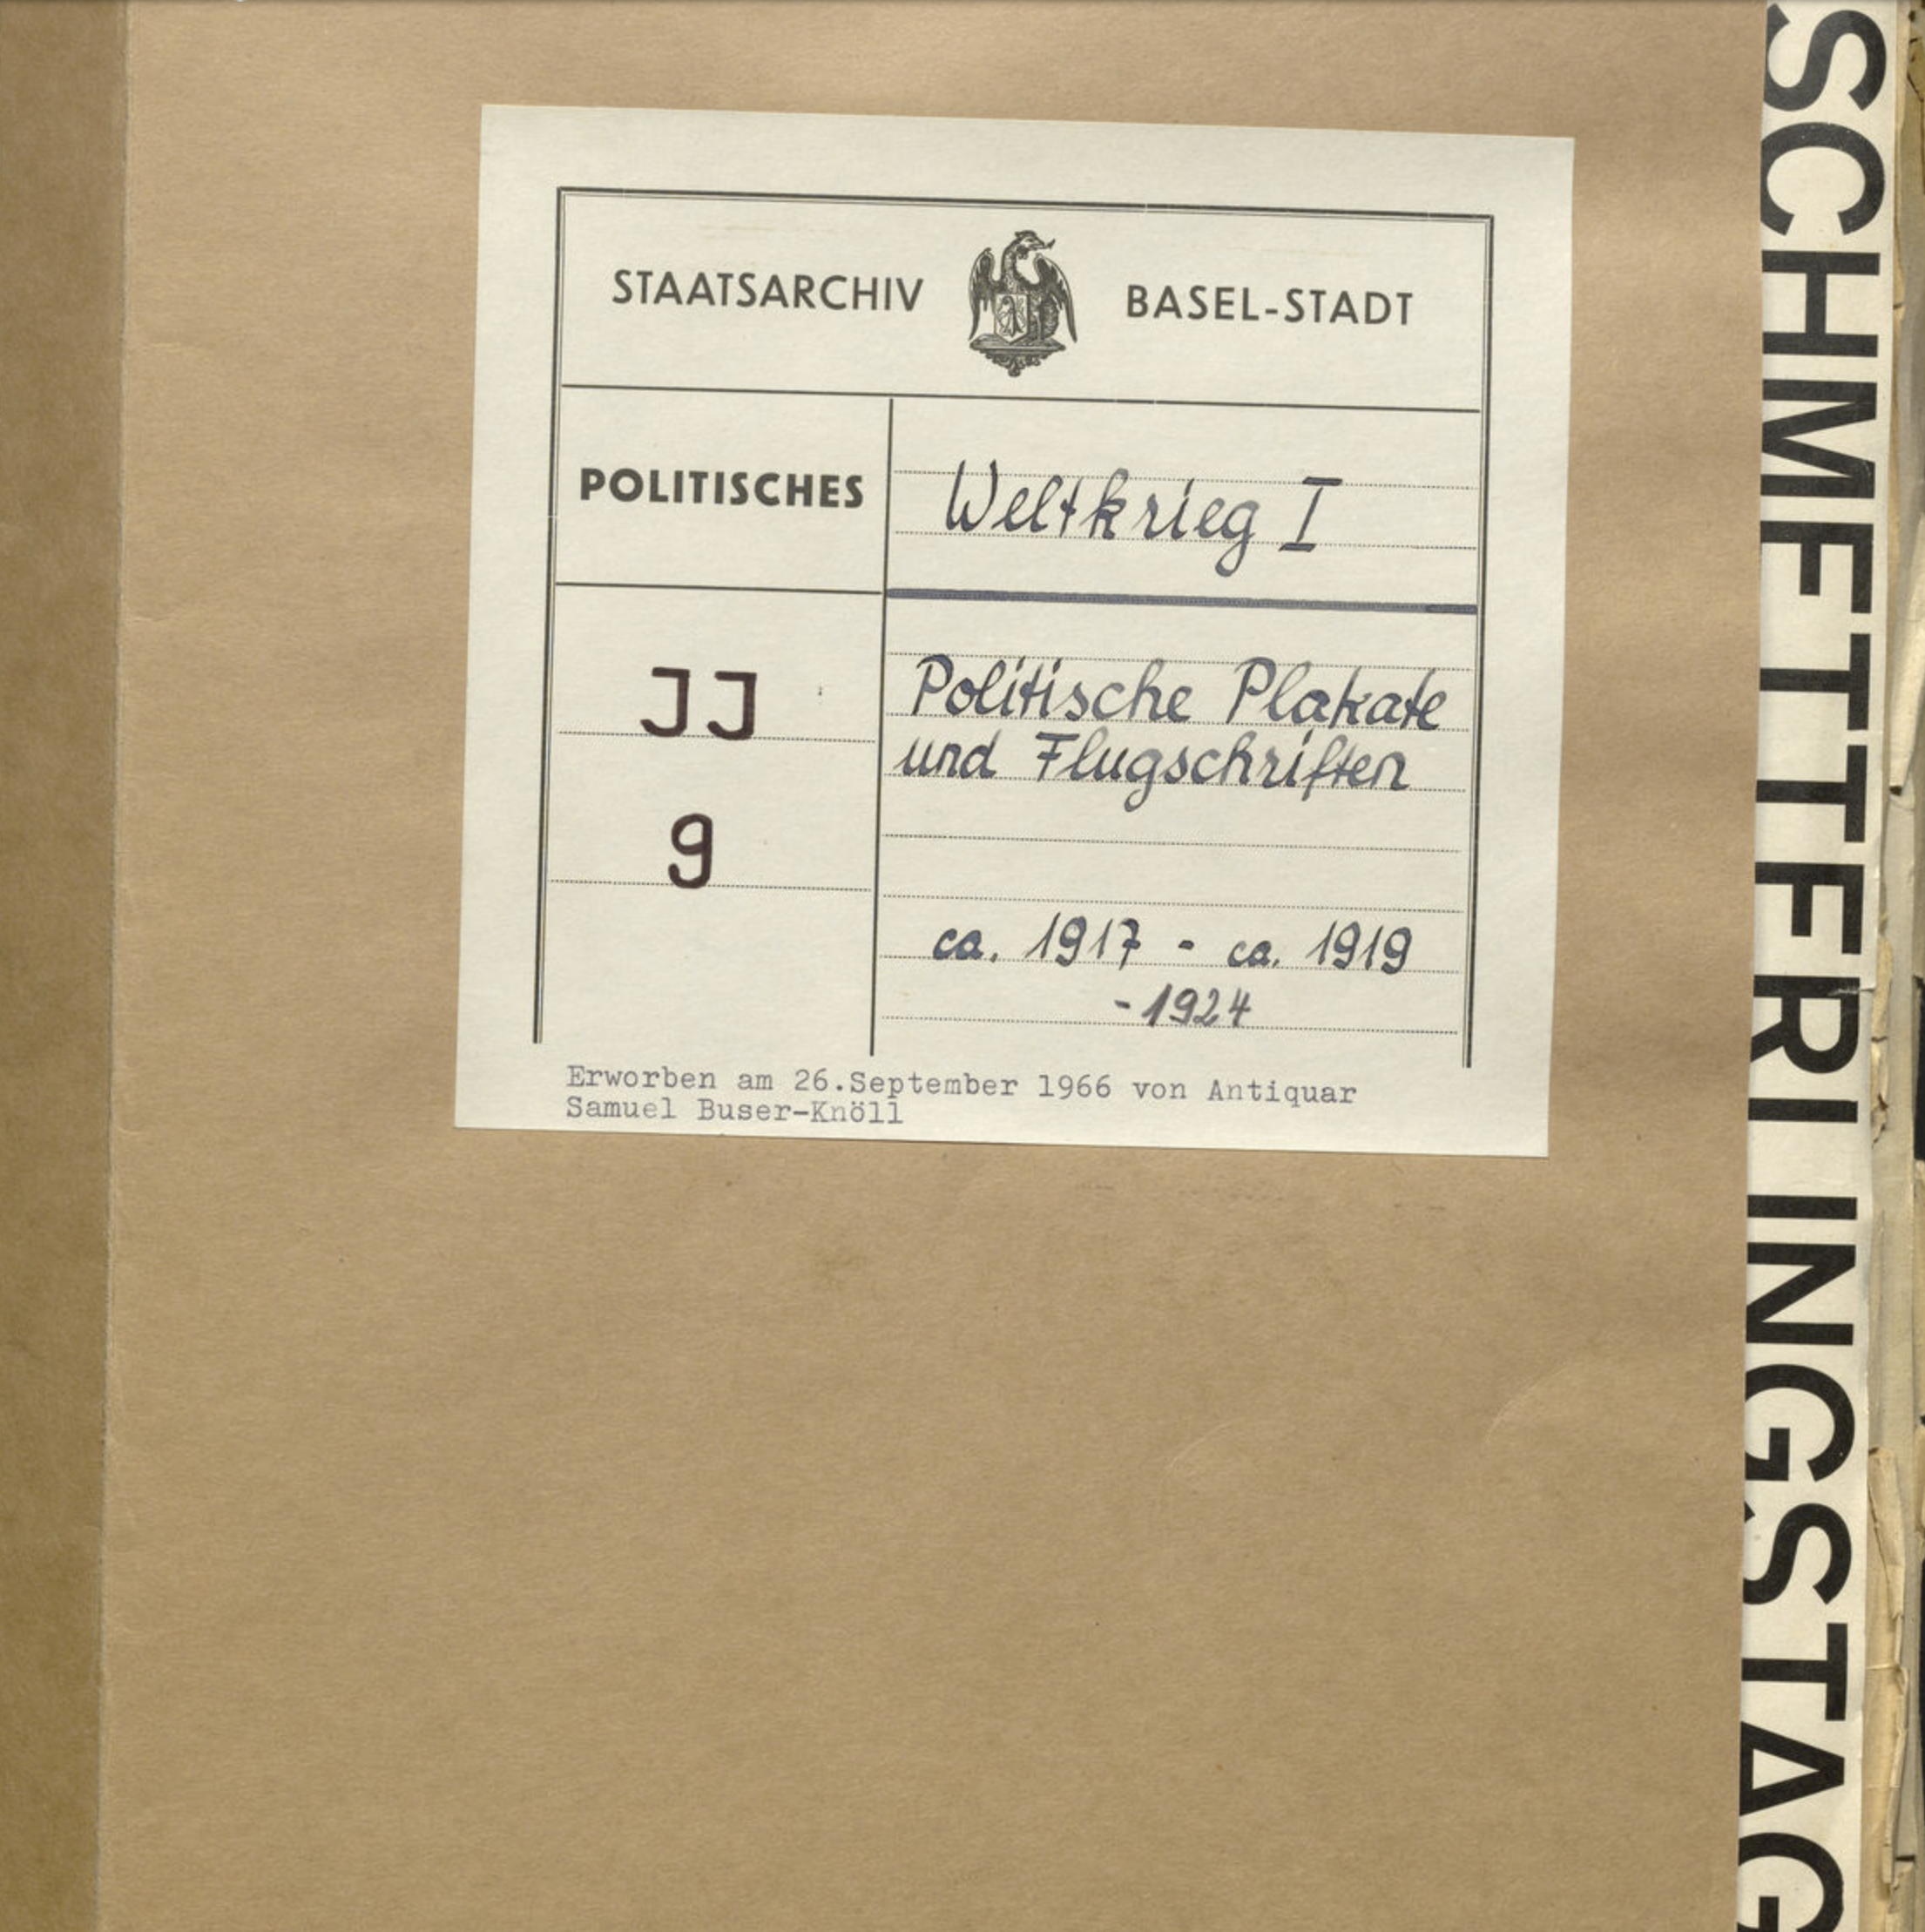 STAATSARCHIV BASEL-STADT
POLITISCHES
Weltkrieg I
JJ
9
Politische Plakate
und Flugschriften
ca. 1917 - ca. 1919
- 1924
Erworben am 26.September 1966 von Antiquar
Samuel Buser-Knöll
SCHMETTERLINGSTAG